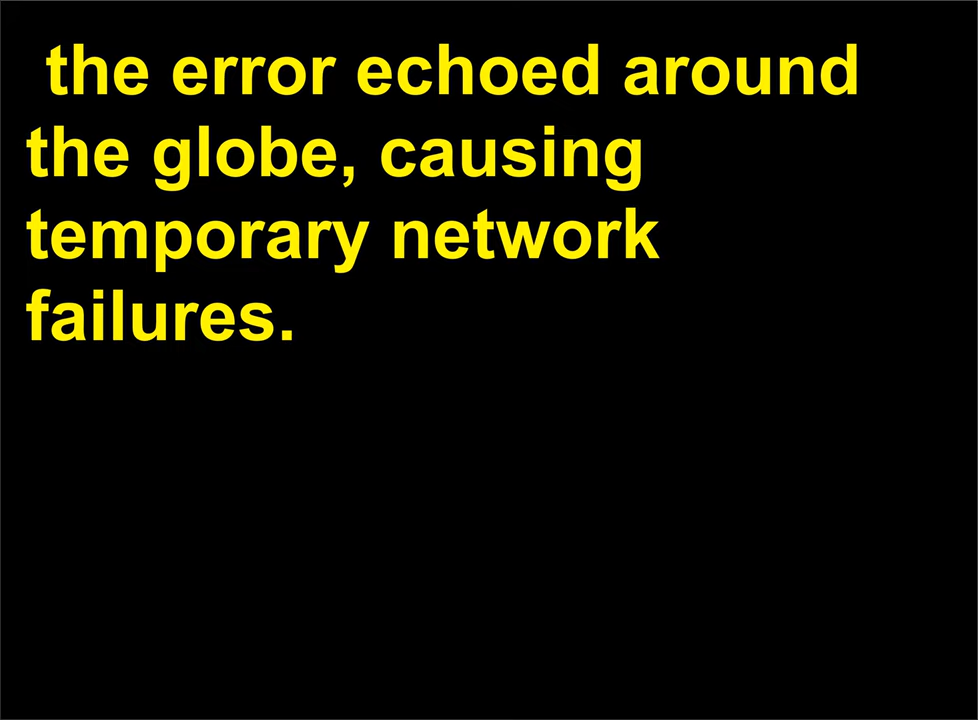 the error echoed around
the globe, causing
temporary network
failures.